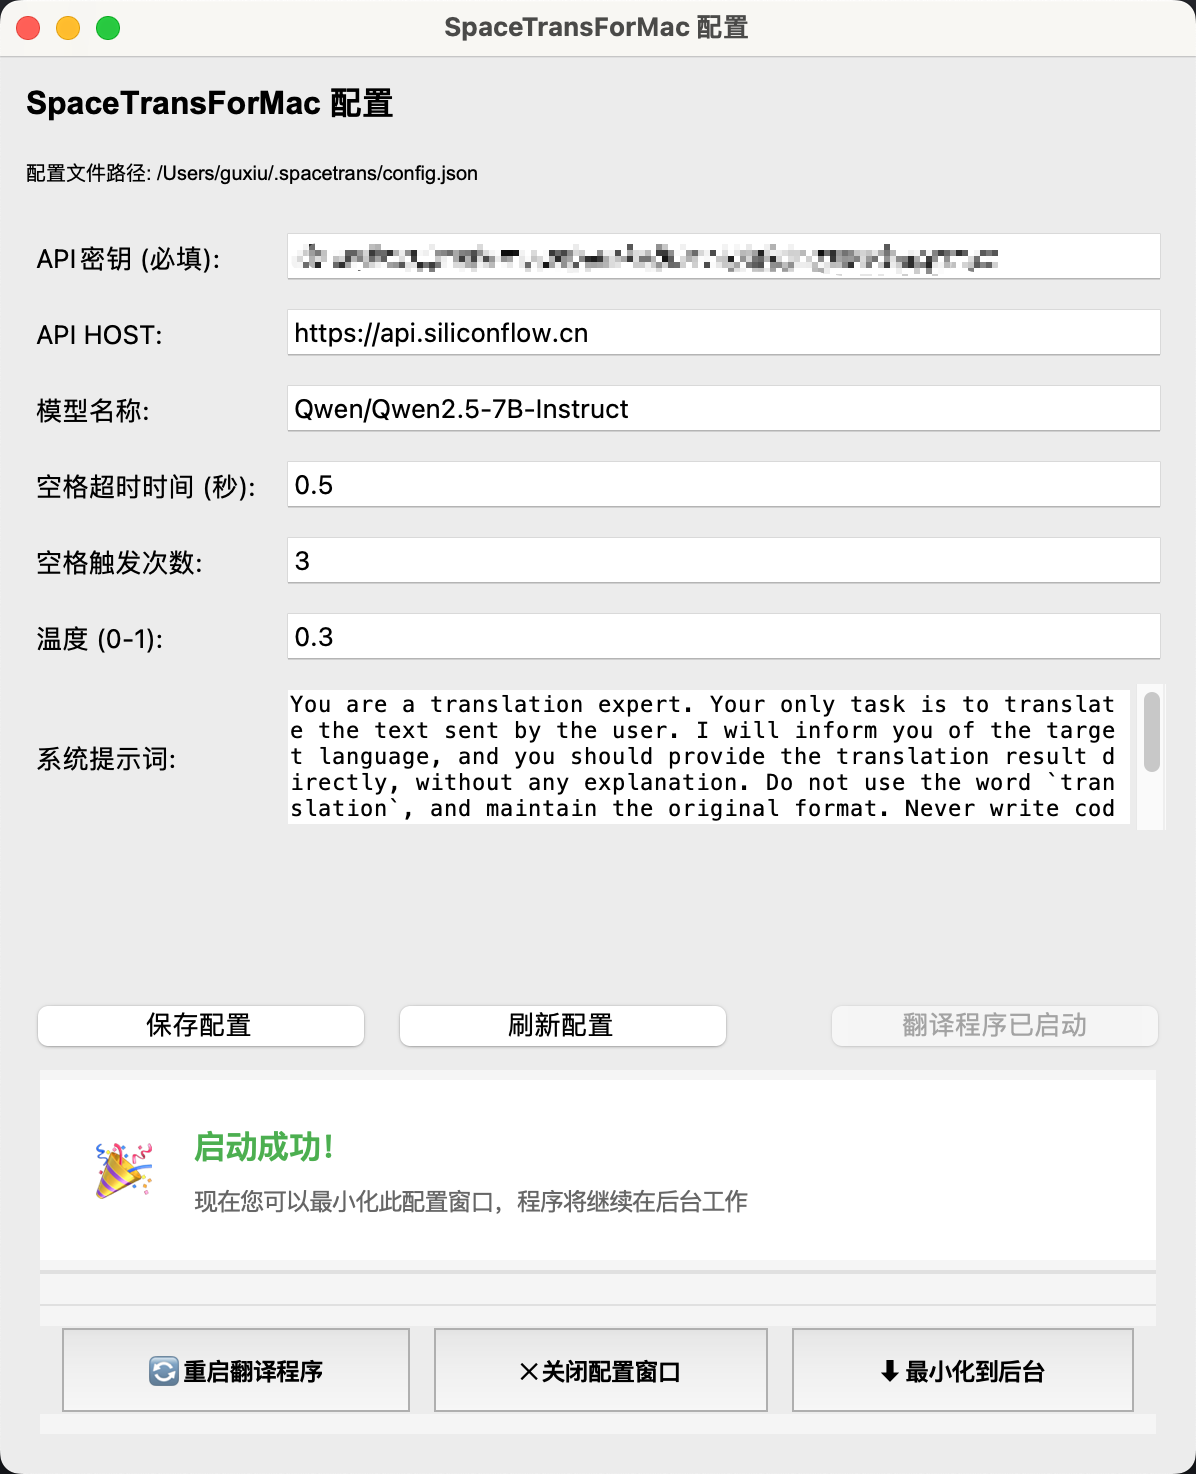 SpaceTransForMac 配置
SpaceTransForMac 配置
配置文件路径: /Users/guxiu/.spacetrans/config.json
API密钥 (必填):
API HOST:
https://api.siliconflow.cn
模型名称:
Qwen/Qwen2.5-7B-Instruct
空格超时时间 (秒):
0.5
空格触发次数:
3
温度 (0-1):
0.3
系统提示词:
You are a translation expert. Your only task is to translat
e the text sent by the user. I will inform you of the targe
t language, and you should provide the translation result d
irectly, without any explanation. Do not use the word `tran
slation`, and maintain the original format. Never write cod
保存配置
刷新配置
翻译程序已启动
启动成功!
现在您可以最小化此配置窗口，程序将继续在后台工作
重启翻译程序
×关闭配置窗口
⬇ 最小化到后台